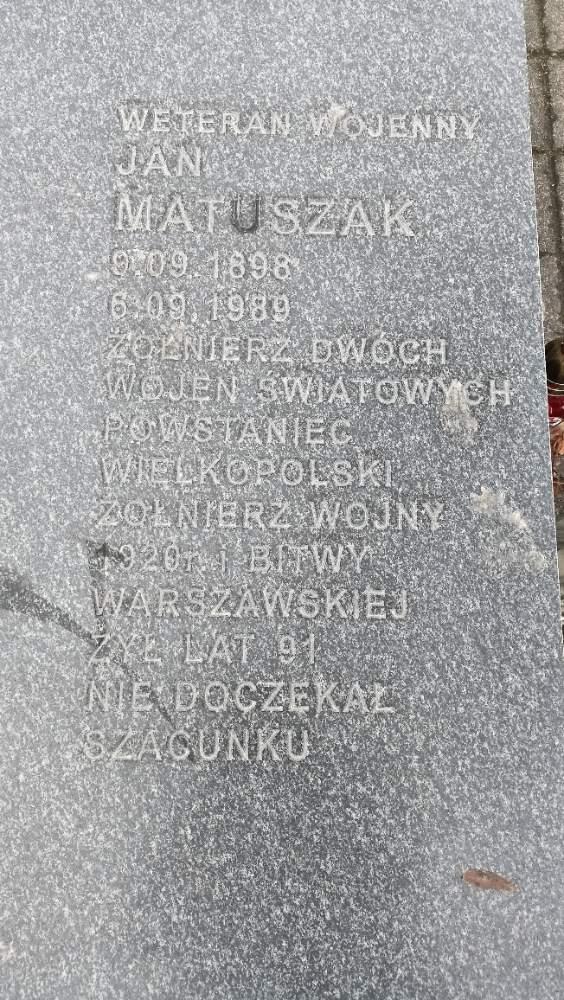 WETERAN WOJENNY
JAN
MATUSZAK
9.09.1898
6.09.1989
ŻOŁNIERZ DWÓCH
WOJEN ŚWIATOWYCH
POWSTANIEC
WIELKOPOLSKI
ŻOŁNIERZ WOJNY
1920r. i BITWY
WARSZAWSKIEJ
ŻYŁ LAT 91
NIE DOCZEKAŁ
SZACUNKU